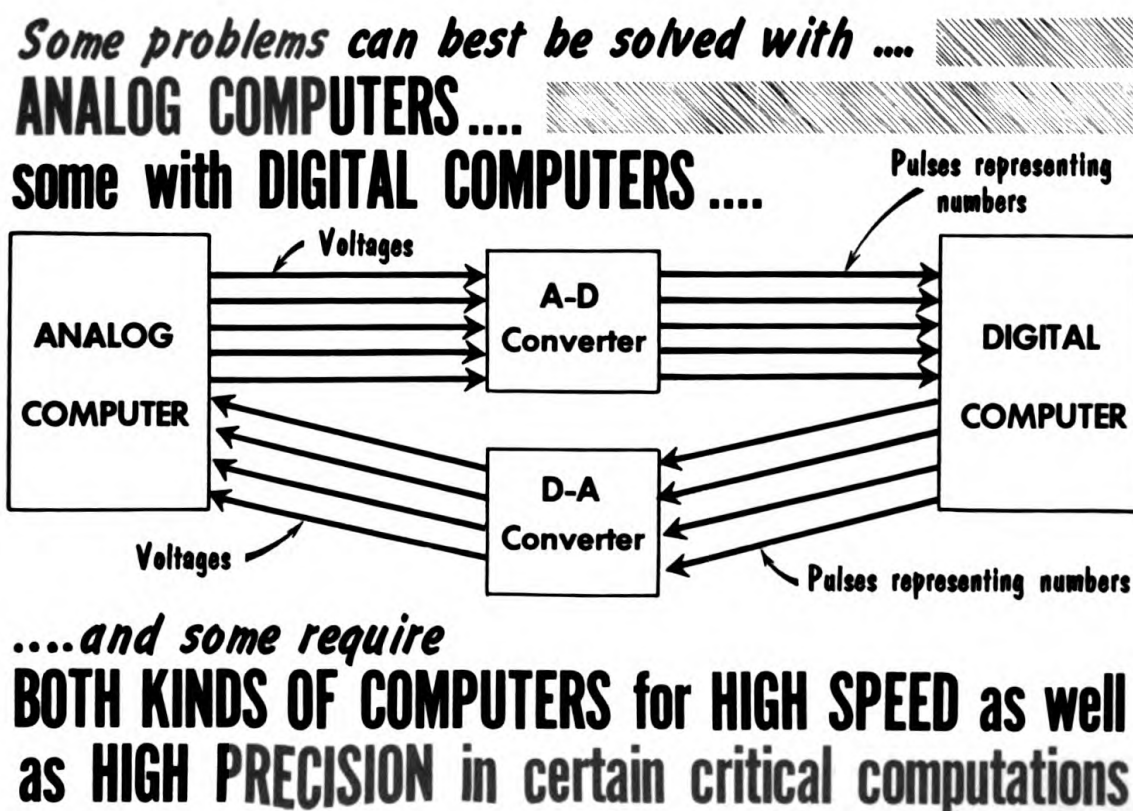 Some problems can best be solved with ....
ANALOG COMPUTERS ....
some with DIGITAL COMPUTERS ....
Pulses representing
numbers
Voltages
ANALOG
COMPUTER
A-D
Converter
DIGITAL
COMPUTER
D-A
Converter
Voltages
Pulses representing numbers
....and some require
BOTH KINDS OF COMPUTERS for HIGH SPEED as well
as HIGH PRECISION in certain critical computations